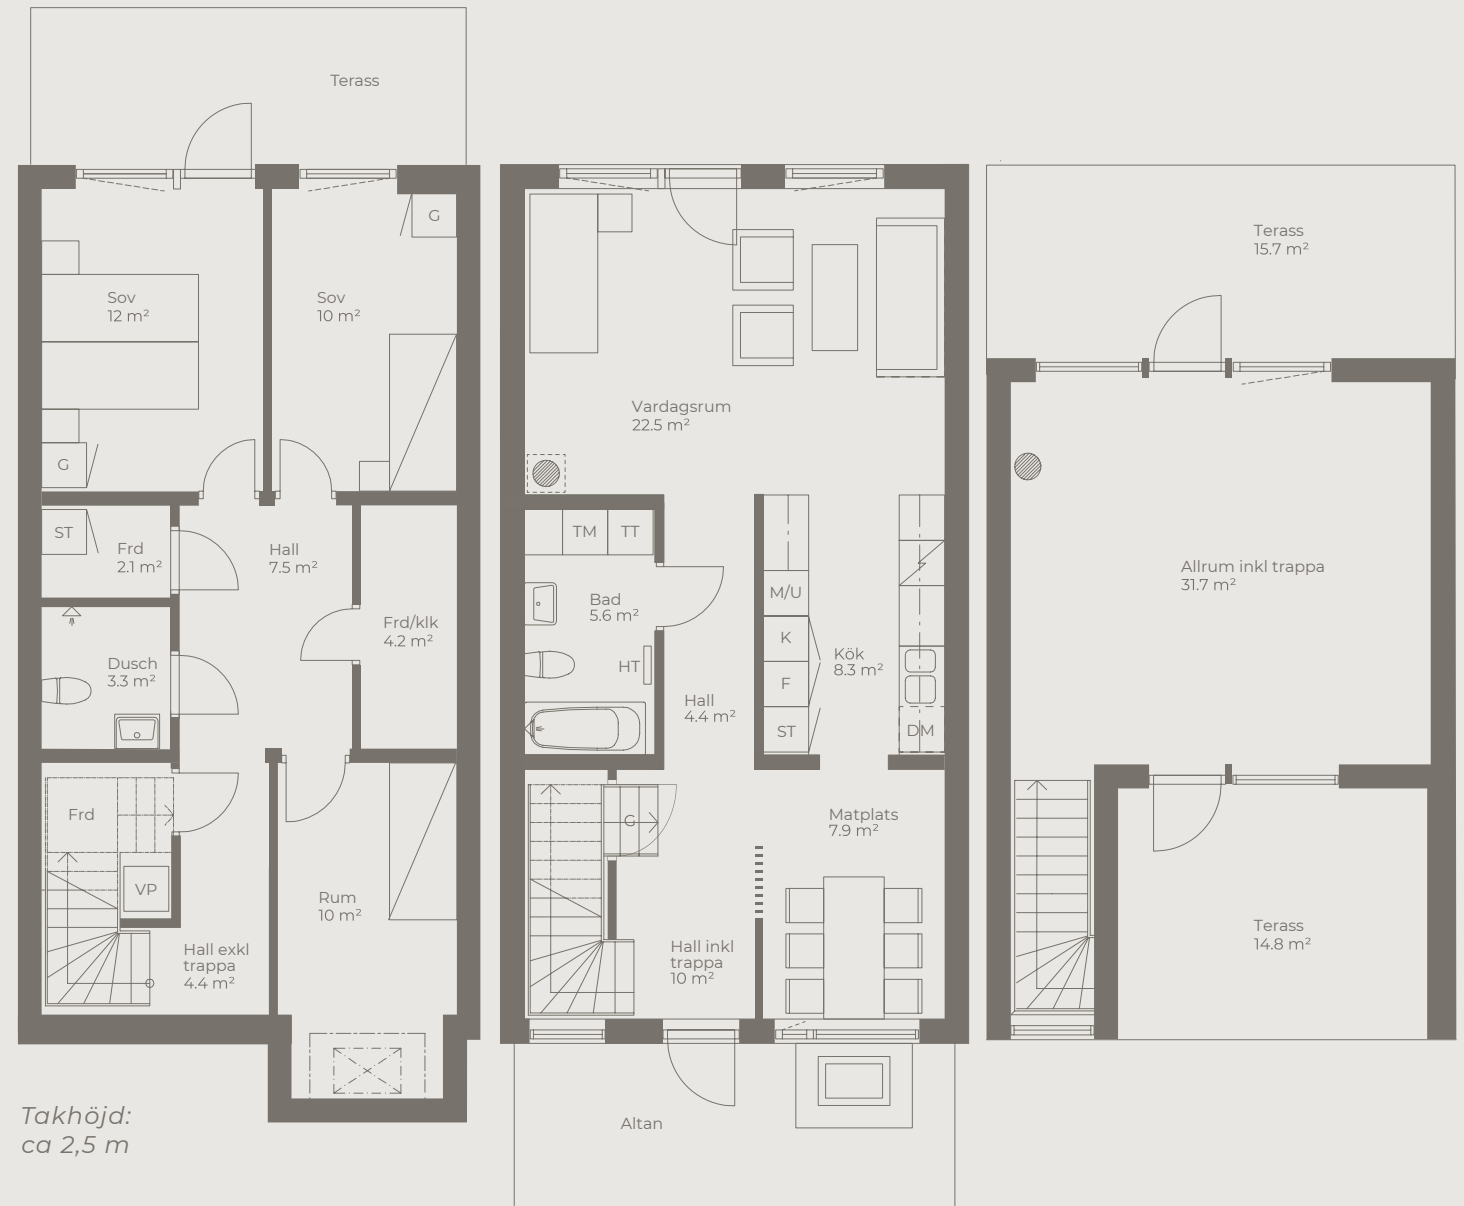 Terass
G
Sov
12 m²
Sov
10 m²
G
ST
Frd
2.1 m²
Hall
7.5 m²
Frd/klk
4.2 m²
Dusch
3.3 m²
Frd
VP
Rum
10 m²
Hall exkl
trappa
4.4 m²
Takhöjd:
ca 2,5 m
Vardagsrum
22.5 m²
TM
TT
Bad
5.6 m²
HT
Hall
4.4 m²
M/U
K
F
ST
Kök
8.3 m²
DM
G
Matplats
7.9 m²
Hall inkl
trappa
10 m²
Altan
Terass
15.7 m²
Allrum inkl trappa
31.7 m²
Terass
14.8 m²